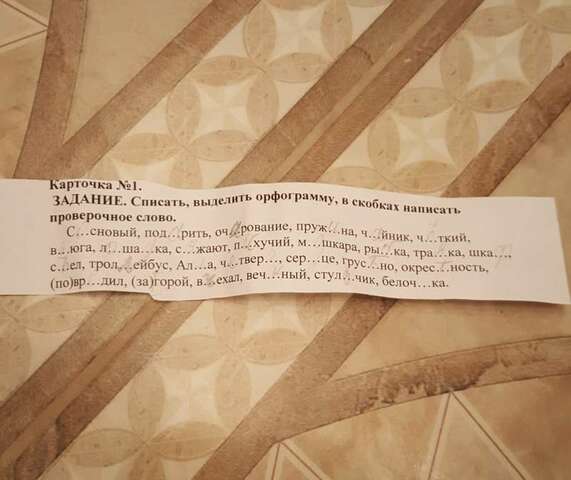 Карточка №1.
ЗАДАНИЕ. Списать, выделить орфограмму, в скобках написать
проверочное слово.
С...сновый, под...рить, оч...рование, пруж...на, ч...йник, ч...ткий,
в...юга, л...ша...ка, с...жают, п...хучий, м...шкара, ры...ка, тра...ка, шка...,
с...ел, трол...ейбус, Ал...а, ч...твер..., сер...це, грус...но, окрес...ность,
(по)вр...дил, (за)горой, в...ехал, веч...ный, стул...чик, белоч...ка.